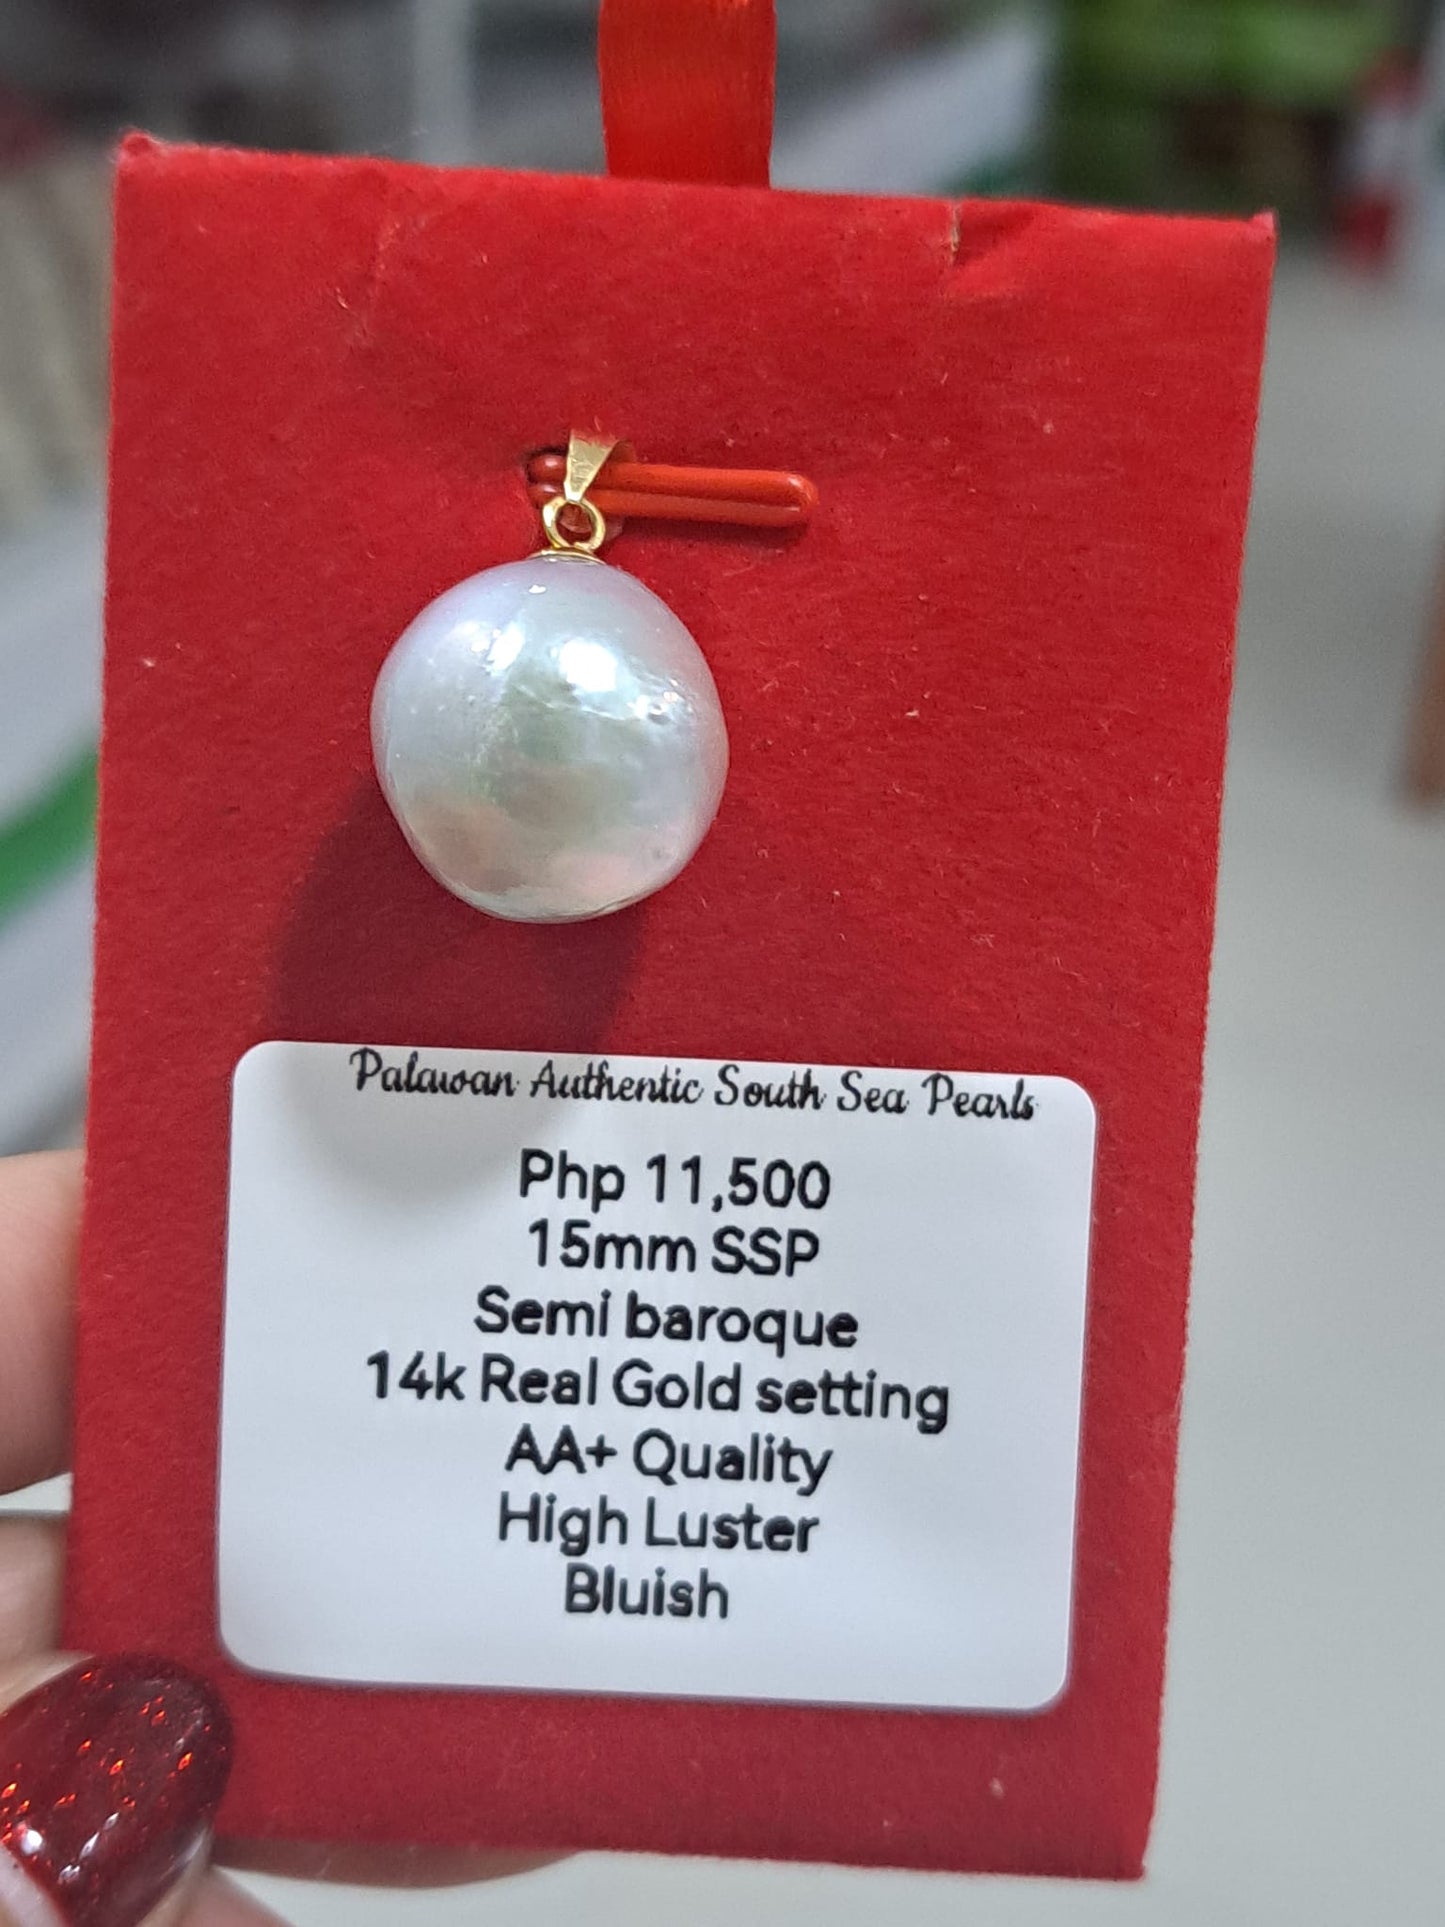 Palawan Authentic South Sea Pearls
Php 11,500
15mm SSP
Semi baroque
14k Real Gold setting
AA+ Quality
High Luster
Bluish